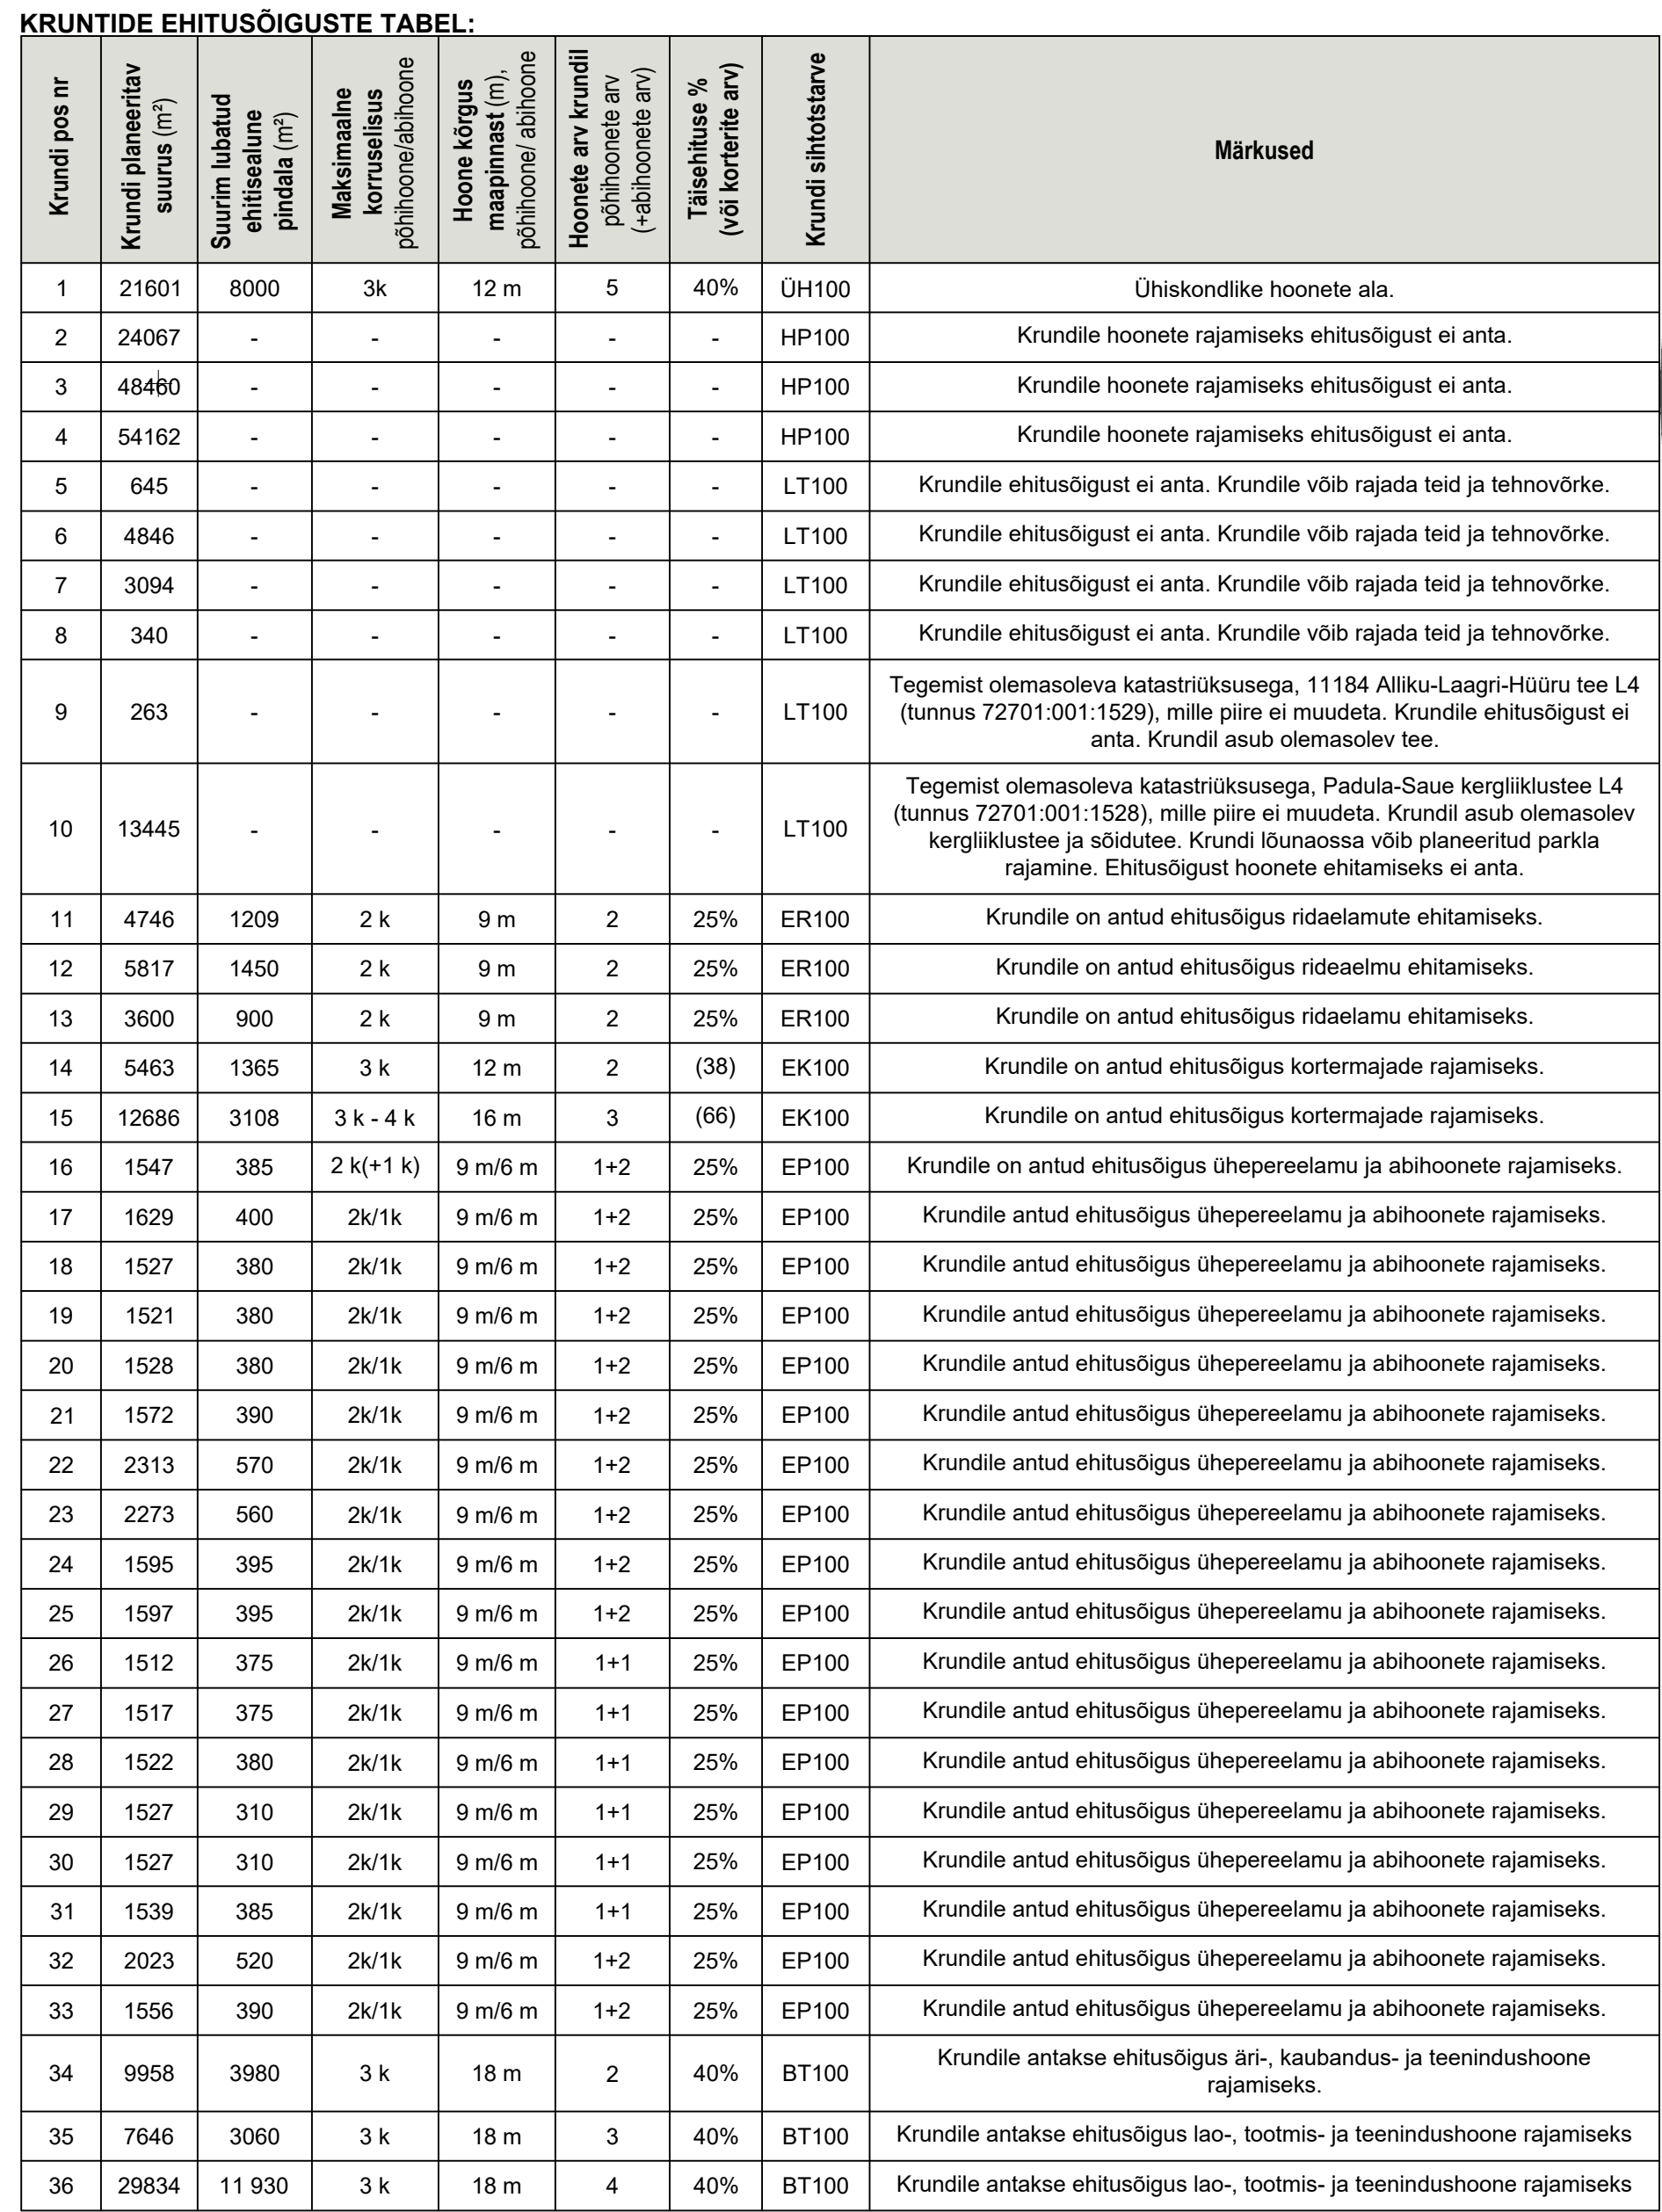 KRUNTIDE EHITUSÕIGUSTE TABEL:
Krundi pos nr
Krundi planeeritav
suurus (m²)
Suurim lubatud
ehitisealune
pindala (m²)
Maksimaalne
korruselisus
põhihoone/abihoone
Hoone kõrgus
maapinnast (m),
põhihoone/ abihoone
Hoonete arv krundil
põhihoonete arv
(+abihoonete arv)
Täisehituse %
(või korterite arv)
Krundi sihtotstarve
Märkused
1 21601 8000 3k 12 m 5 40% ÜH100 Ühiskondlike hoonete ala.
2 24067 - - - - - HP100 Krundile hoonete rajamiseks ehitusõigust ei anta.
3 48460 - - - - - HP100 Krundile hoonete rajamiseks ehitusõigust ei anta.
4 54162 - - - - - HP100 Krundile hoonete rajamiseks ehitusõigust ei anta.
5 645 - - - - - LT100 Krundile ehitusõigust ei anta. Krundile võib rajada teid ja tehnovõrke.
6 4846 - - - - - LT100 Krundile ehitusõigust ei anta. Krundile võib rajada teid ja tehnovõrke.
7 3094 - - - - - LT100 Krundile ehitusõigust ei anta. Krundile võib rajada teid ja tehnovõrke.
8 340 - - - - - LT100 Krundile ehitusõigust ei anta. Krundile võib rajada teid ja tehnovõrke.
9 263 - - - - - LT100 Tegemist olemasoleva katastriüksusega, 11184 Alliku-Laagri-Hüüru tee L4
(tunnus 72701:001:1529), mille piire ei muudeta. Krundile ehitusõigust ei
anta. Krundil asub olemasolev tee.
10 13445 - - - - - LT100 Tegemist olemasoleva katastriüksusega, Padula-Saue kergliiklustee L4
(tunnus 72701:001:1528), mille piire ei muudeta. Krundil asub olemasolev
kergliiklustee ja sõidutee. Krundi lõunaossa võib planeeritud parkla
rajamine. Ehitusõigust hoonete ehitamiseks ei anta.
11 4746 1209 2 k 9 m 2 25% ER100 Krundile on antud ehitusõigus ridaelamute ehitamiseks.
12 5817 1450 2 k 9 m 2 25% ER100 Krundile on antud ehitusõigus rideaelmu ehitamiseks.
13 3600 900 2 k 9 m 2 25% ER100 Krundile on antud ehitusõigus ridaelamu ehitamiseks.
14 5463 1365 3 k 12 m 2 (38) EK100 Krundile on antud ehitusõigus kortermajade rajamiseks.
15 12686 3108 3 k - 4 k 16 m 3 (66) EK100 Krundile on antud ehitusõigus kortermajade rajamiseks.
16 1547 385 2 k(+1 k) 9 m/6 m 1+2 25% EP100 Krundile on antud ehitusõigus ühepereelamu ja abihoonete rajamiseks.
17 1629 400 2k/1k 9 m/6 m 1+2 25% EP100 Krundile antud ehitusõigus ühepereelamu ja abihoonete rajamiseks.
18 1527 380 2k/1k 9 m/6 m 1+2 25% EP100 Krundile antud ehitusõigus ühepereelamu ja abihoonete rajamiseks.
19 1521 380 2k/1k 9 m/6 m 1+2 25% EP100 Krundile antud ehitusõigus ühepereelamu ja abihoonete rajamiseks.
20 1528 380 2k/1k 9 m/6 m 1+2 25% EP100 Krundile antud ehitusõigus ühepereelamu ja abihoonete rajamiseks.
21 1572 390 2k/1k 9 m/6 m 1+2 25% EP100 Krundile antud ehitusõigus ühepereelamu ja abihoonete rajamiseks.
22 2313 570 2k/1k 9 m/6 m 1+2 25% EP100 Krundile antud ehitusõigus ühepereelamu ja abihoonete rajamiseks.
23 2273 560 2k/1k 9 m/6 m 1+2 25% EP100 Krundile antud ehitusõigus ühepereelamu ja abihoonete rajamiseks.
24 1595 395 2k/1k 9 m/6 m 1+2 25% EP100 Krundile antud ehitusõigus ühepereelamu ja abihoonete rajamiseks.
25 1597 395 2k/1k 9 m/6 m 1+2 25% EP100 Krundile antud ehitusõigus ühepereelamu ja abihoonete rajamiseks.
26 1512 375 2k/1k 9 m/6 m 1+1 25% EP100 Krundile antud ehitusõigus ühepereelamu ja abihoonete rajamiseks.
27 1517 375 2k/1k 9 m/6 m 1+1 25% EP100 Krundile antud ehitusõigus ühepereelamu ja abihoonete rajamiseks.
28 1522 380 2k/1k 9 m/6 m 1+1 25% EP100 Krundile antud ehitusõigus ühepereelamu ja abihoonete rajamiseks.
29 1527 310 2k/1k 9 m/6 m 1+1 25% EP100 Krundile antud ehitusõigus ühepereelamu ja abihoonete rajamiseks.
30 1527 310 2k/1k 9 m/6 m 1+1 25% EP100 Krundile antud ehitusõigus ühepereelamu ja abihoonete rajamiseks.
31 1539 385 2k/1k 9 m/6 m 1+1 25% EP100 Krundile antud ehitusõigus ühepereelamu ja abihoonete rajamiseks.
32 2023 520 2k/1k 9 m/6 m 1+2 25% EP100 Krundile antud ehitusõigus ühepereelamu ja abihoonete rajamiseks.
33 1556 390 2k/1k 9 m/6 m 1+2 25% EP100 Krundile antud ehitusõigus ühepereelamu ja abihoonete rajamiseks.
34 9958 3980 3 k 18 m 2 40% BT100 Krundile antakse ehitusõigus äri-, kaubandus- ja teenindushoone
rajamiseks.
35 7646 3060 3 k 18 m 3 40% BT100 Krundile antakse ehitusõigus lao-, tootmis- ja teenindushoone rajamiseks
36 29834 11 930 3 k 18 m 4 40% BT100 Krundile antakse ehitusõigus lao-, tootmis- ja teenindushoone rajamiseks